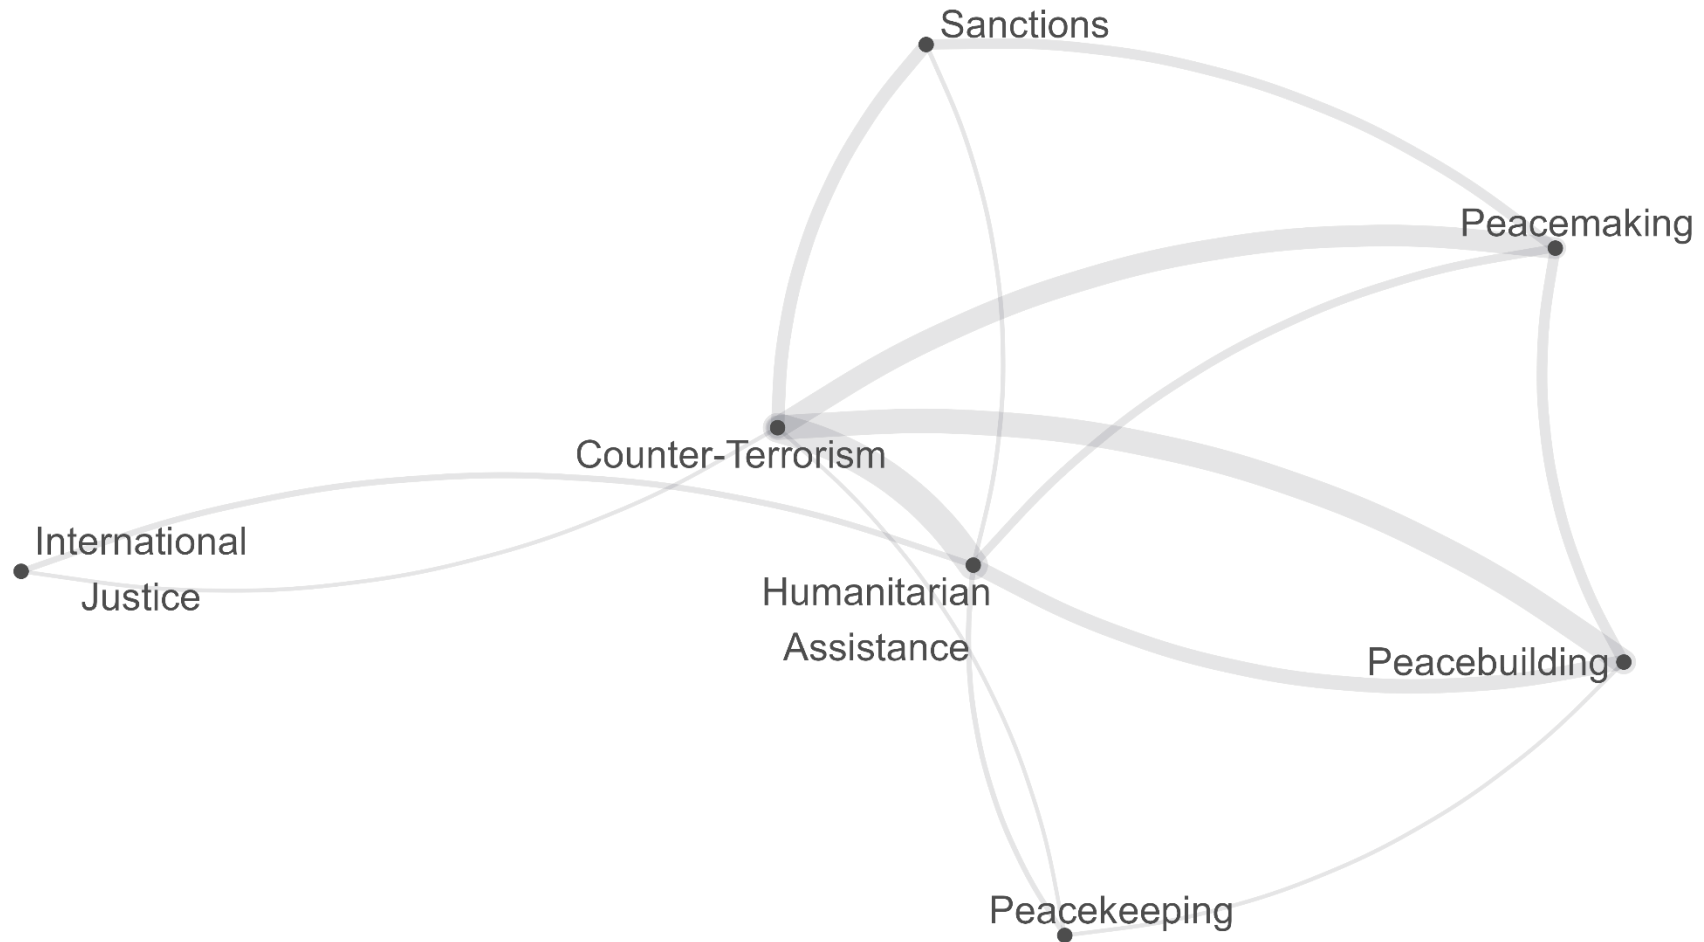 Sanctions
Peacemaking
Counter-Terrorism
International
Justice
Humanitarian
Assistance
Peacebuilding
Peacekeeping